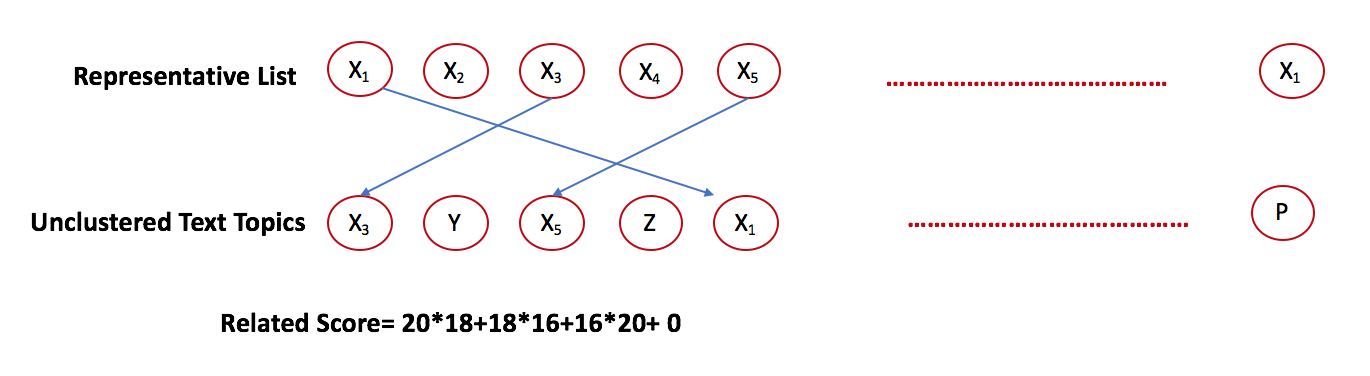 Representative List X₁ X₂ X₃ X₄ X₅ X₁
Unclustered Text Topics X₃ Y X₅ Z X₁ P
Related Score= 20*18+18*16+16*20+ 0